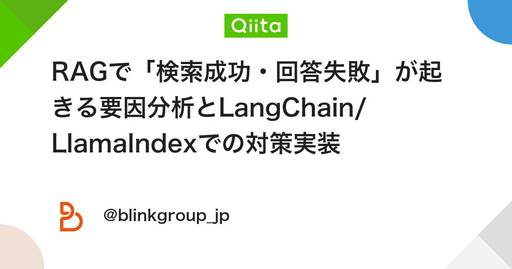 Qiita
RAGで「検索成功・回答失敗」が起
きる要因分析とLangChain/
LlamaIndexでの対策実装
@blinkgroup_jp